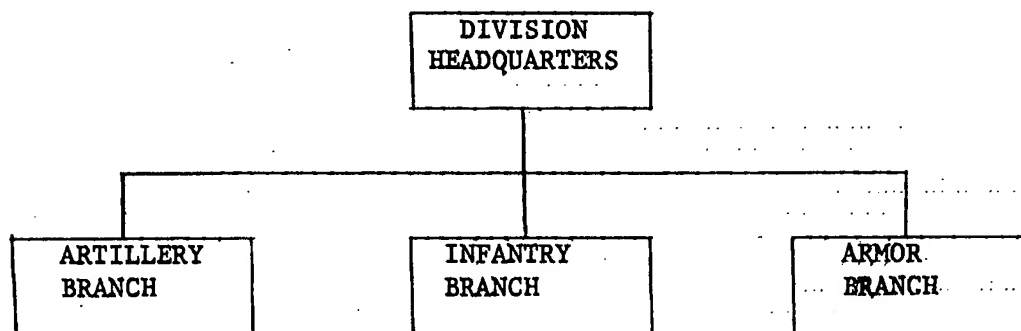 DIVISION
HEADQUARTERS
ARTILLERY
BRANCH
INFANTRY
BRANCH
ARMOR
BRANCH